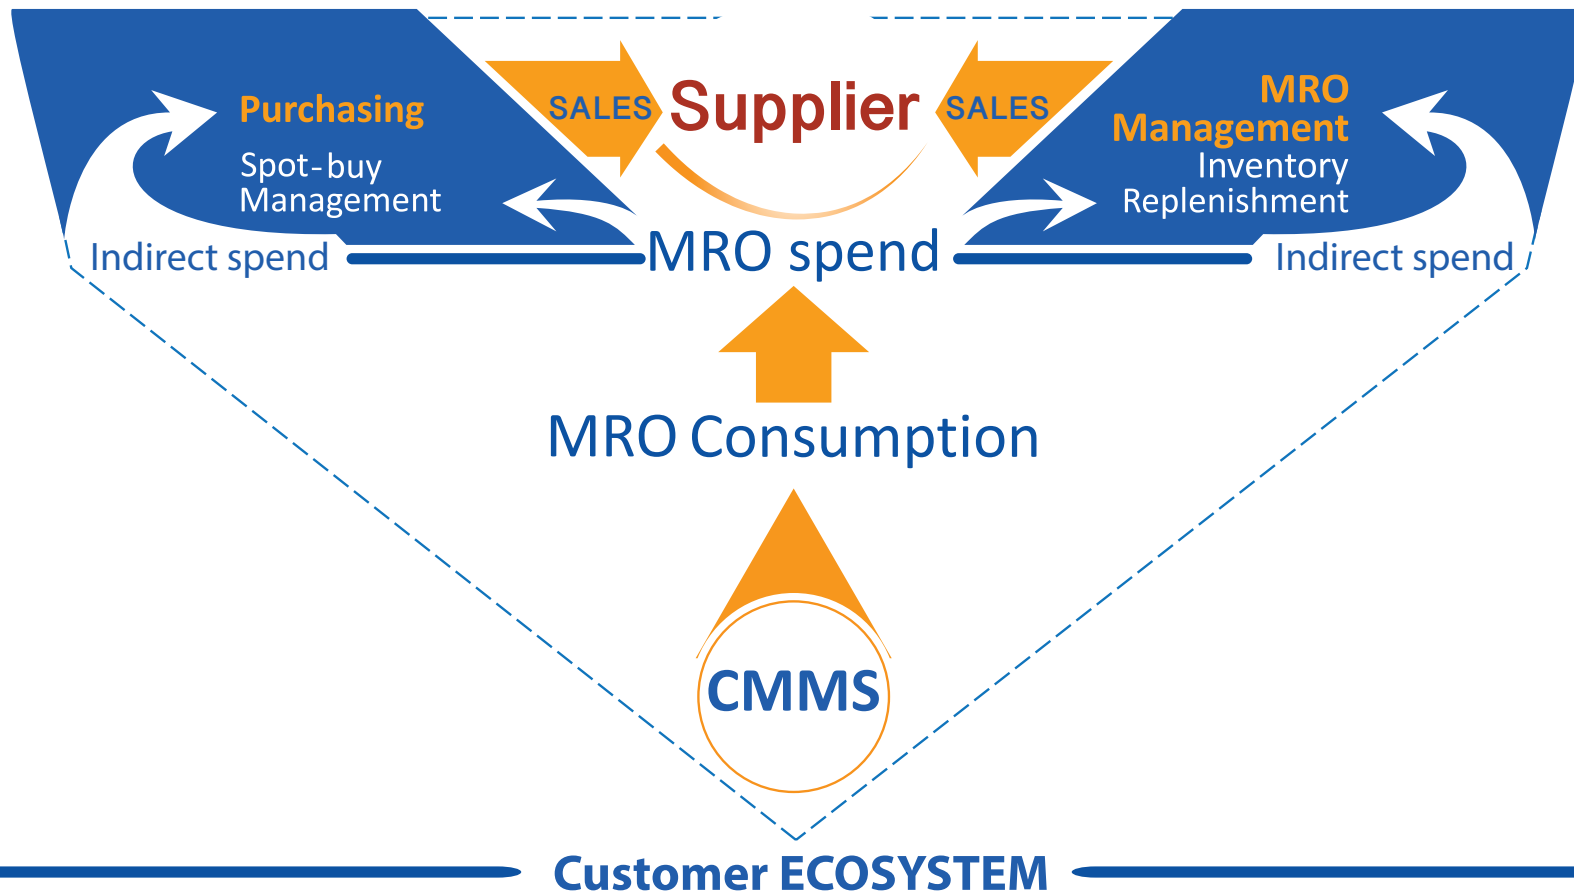 Purchasing
Spot-buy
Management
SALES
Supplier
SALES
MRO
Management
Inventory
Replenishment
Indirect spend
MRO spend
Indirect spend
MRO Consumption
CMMS
Customer ECOSYSTEM